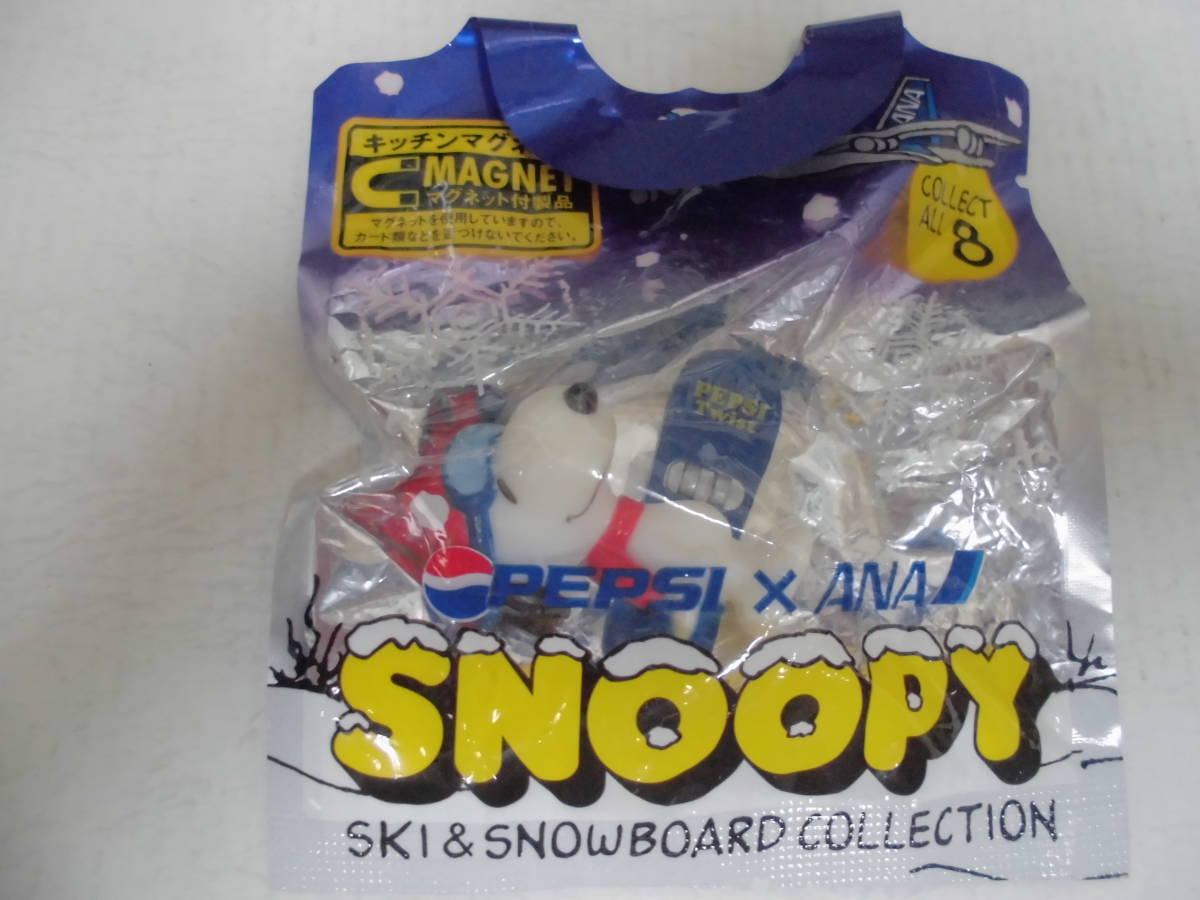 キッチンマグネ
MAGNET
マグネット付製品
マグネットを使用していますので、
カード類などを近づけないでください。
ANA
COLLECT
ALL 8
PEPSI
Twist
PEPSI × ANA
SNOOPY
SKI & SNOWBOARD COLLECTION